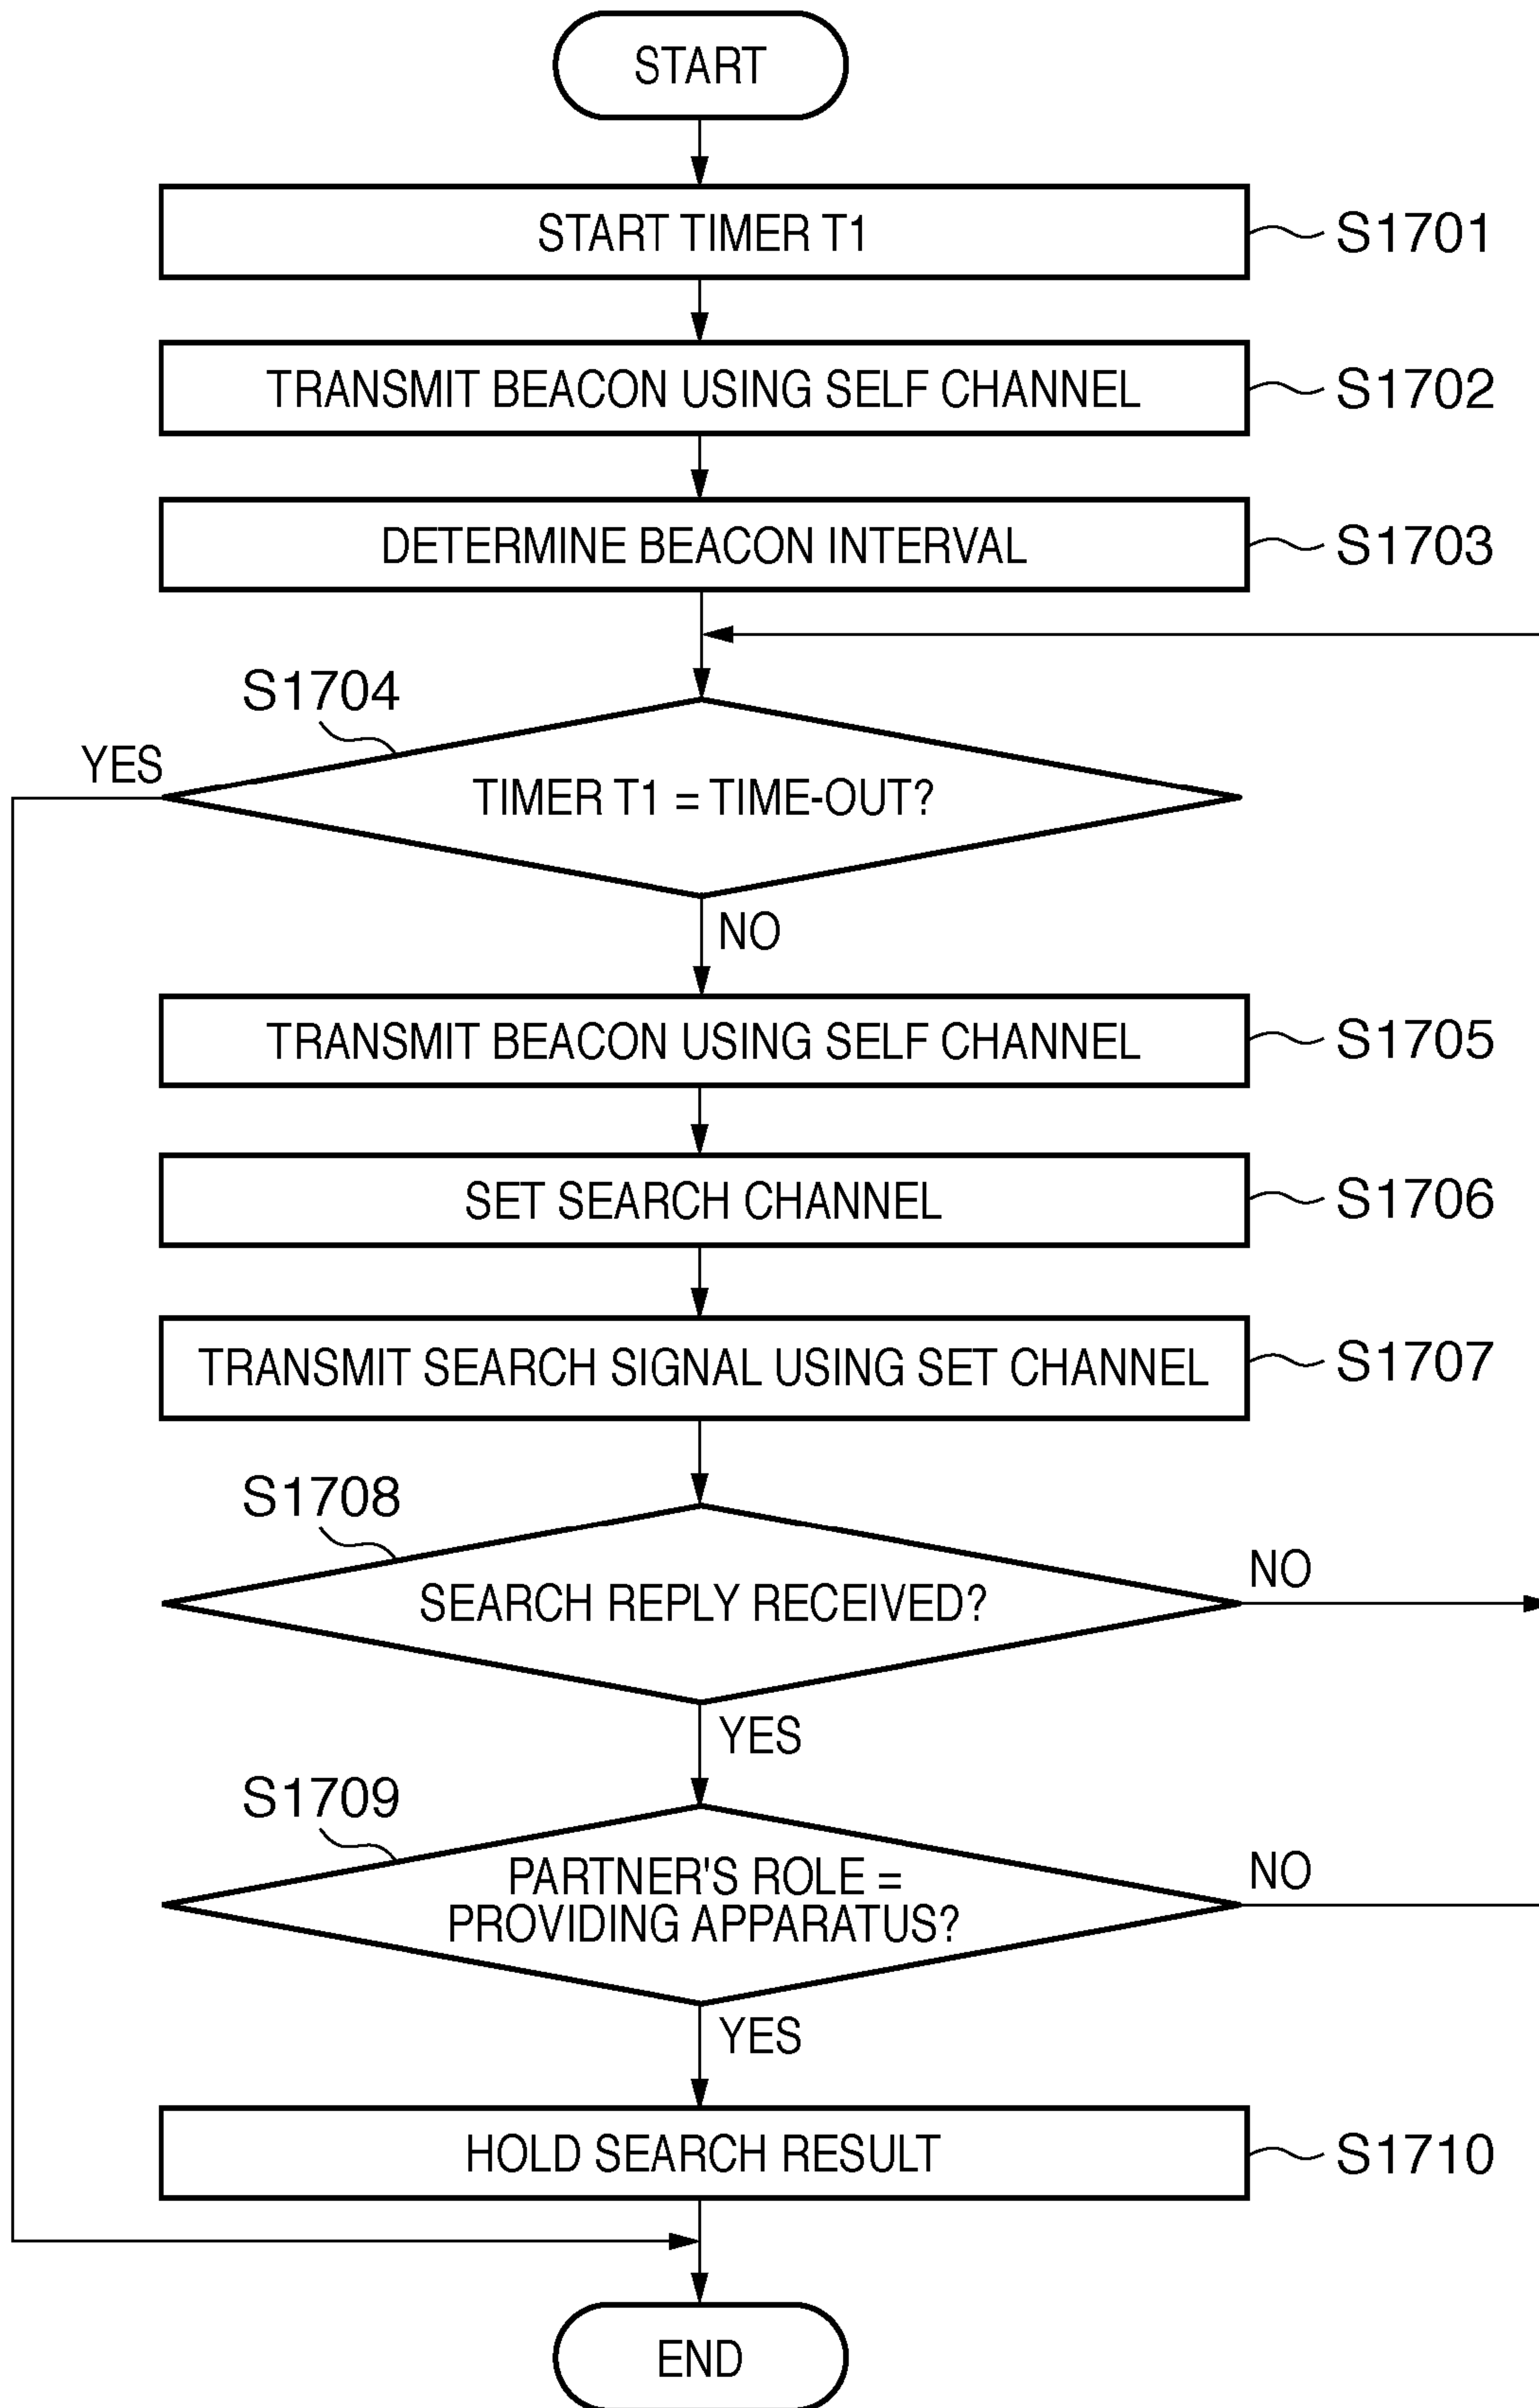 START
START TIMER T1
S1701
TRANSMIT BEACON USING SELF CHANNEL
S1702
DETERMINE BEACON INTERVAL
S1703
S1704
YES
TIMER T1 = TIME-OUT?
NO
TRANSMIT BEACON USING SELF CHANNEL
S1705
SET SEARCH CHANNEL
S1706
TRANSMIT SEARCH SIGNAL USING SET CHANNEL
S1707
S1708
SEARCH REPLY RECEIVED?
NO
YES
S1709
PARTNER'S ROLE =
PROVIDING APPARATUS?
NO
YES
HOLD SEARCH RESULT
S1710
END